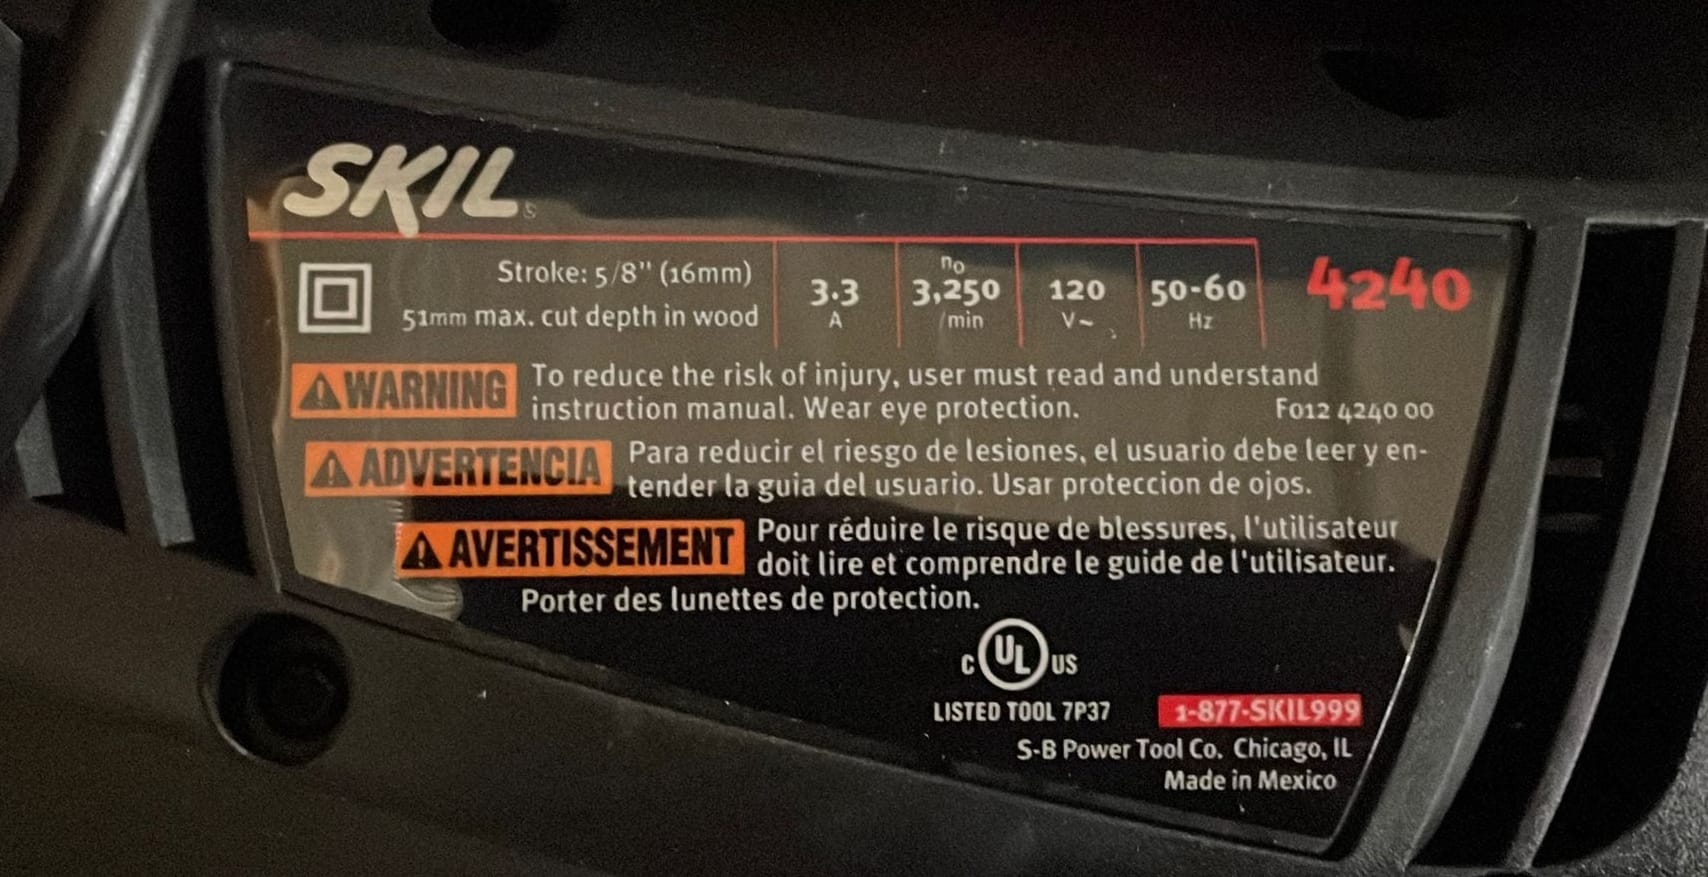 SKIL
Stroke: 5/8" (16mm)
51mm max. cut depth in wood
3.3
A
no
3,250
/min
120
V~
50-60
Hz
4240
WARNING To reduce the risk of injury, user must read and understand
instruction manual. Wear eye protection.
F012 4240 00
ADVERTENCIA Para reducir el riesgo de lesiones, el usuario debe leer y en-
tender la guia del usuario. Usar proteccion de ojos.
AVERTISSEMENT Pour réduire le risque de blessures, l'utilisateur
doit lire et comprendre le guide de l'utilisateur.
Porter des lunettes de protection.
C UL US
LISTED TOOL 7P37
1-877-SKIL999
S-B Power Tool Co. Chicago, IL
Made in Mexico